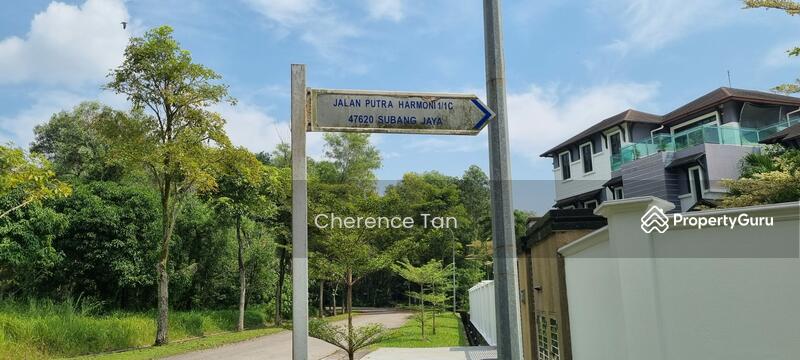 JALAN PUTRA HARMONI 1/1C
47620 SUBANG JAYA
Cherence Tan
PropertyGuru